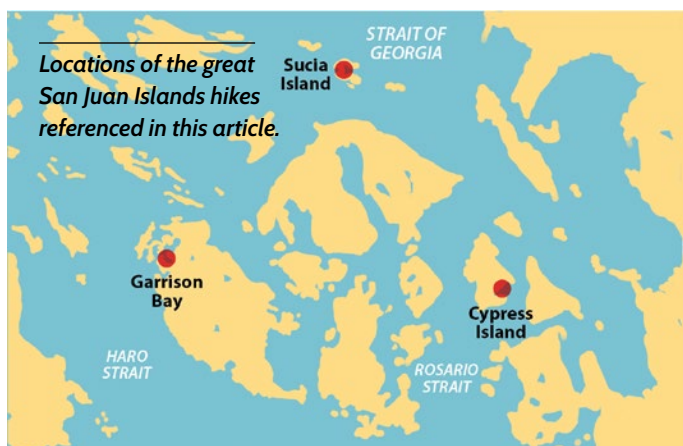 Locations of the great
San Juan Islands hikes
referenced in this article.
STRAIT OF
GEORGIA
Sucia
Island
Garrison
Bay
Cypress
Island
HARO
STRAIT
ROSARIO
STRAIT